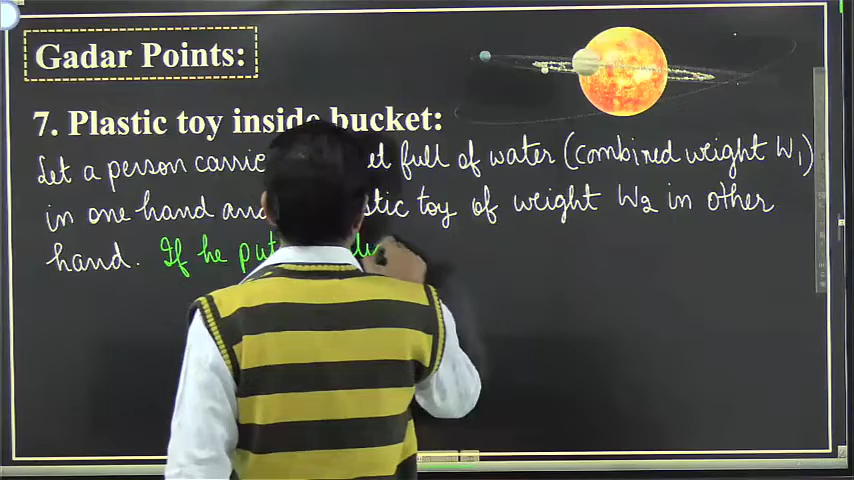 Gadar Points:
7. Plastic toy inside bucket:
Let a person carrie full of water (combined weight W₁)
in one hand and stic toy of weight W₂ in other
hand. If he put